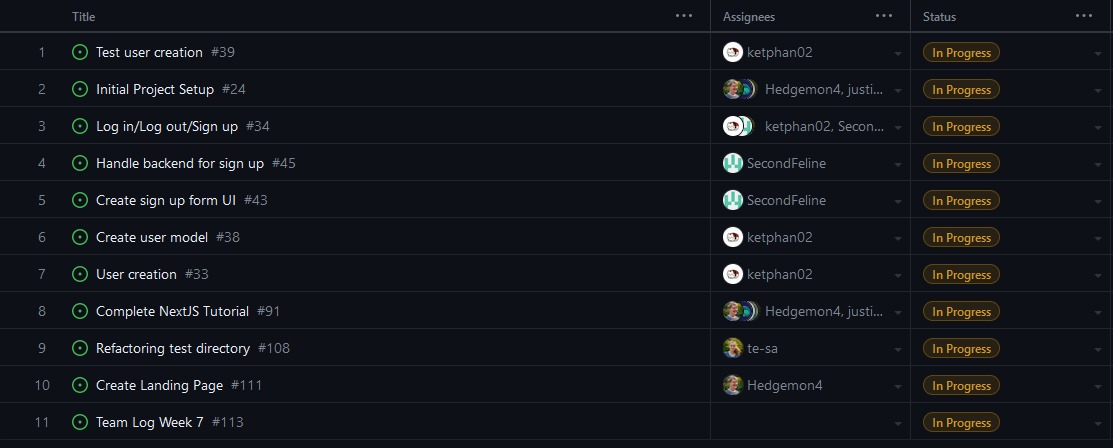 Title ... Assignees ... Status ...
1 Test user creation #39 ketphan02 In Progress
2 Initial Project Setup #24 Hedgemon4, justi... In Progress
3 Log in/Log out/Sign up #34 ketphan02, Secon... In Progress
4 Handle backend for sign up #45 SecondFeline In Progress
5 Create sign up form UI #43 SecondFeline In Progress
6 Create user model #38 ketphan02 In Progress
7 User creation #33 ketphan02 In Progress
8 Complete NextJS Tutorial #91 Hedgemon4, justi... In Progress
9 Refactoring test directory #108 te-sa In Progress
10 Create Landing Page #111 Hedgemon4 In Progress
11 Team Log Week 7 #113 In Progress